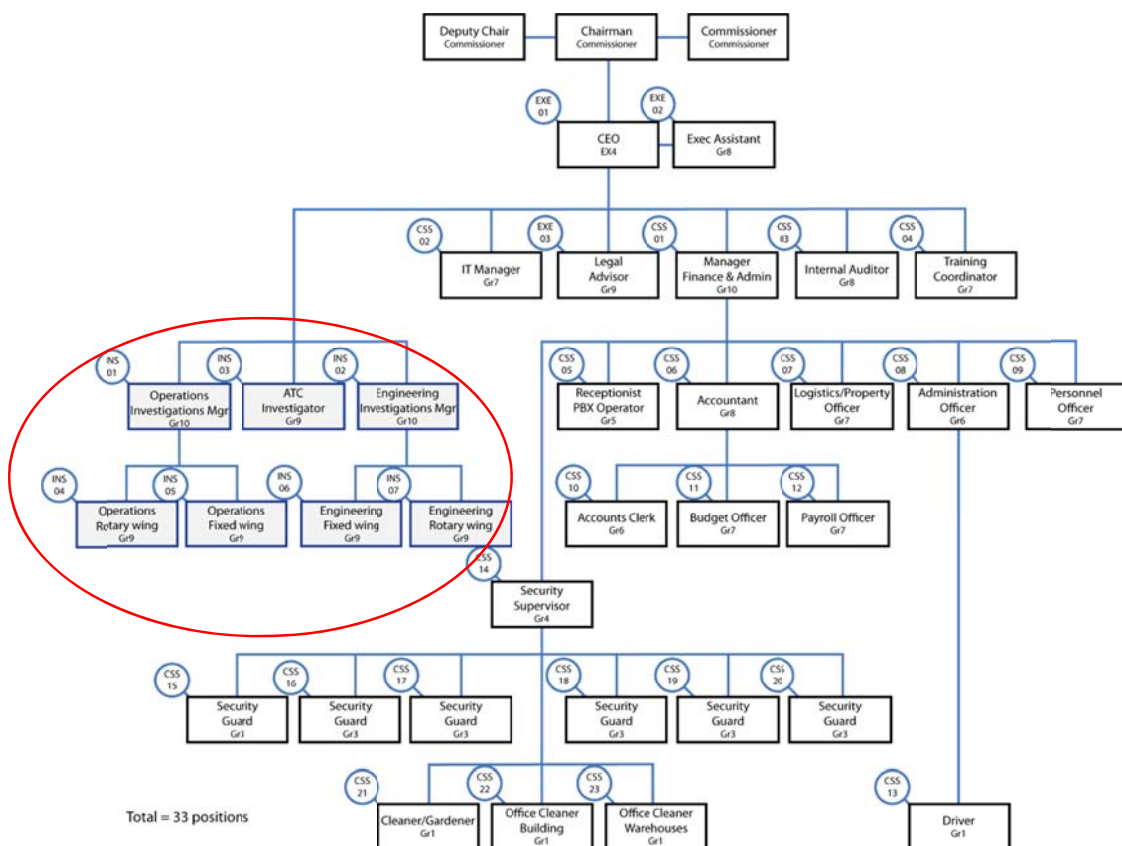 Deputy Chair
Commissioner
Chairman
Commissioner
Commissioner
Commissioner
EXE
01
EXE
02
CEO
EX4
Exec Assistant
Gr8
CSS
02
EXE
03
CSS
01
CSS
03
CSS
04
IT Manager
Gr7
Legal
Advisor
Gr9
Manager
Finance & Admin
Gr10
Internal Auditor
Gr8
Training
Coordinator
Gr7
INS
01
INS
03
INS
02
CSS
05
CSS
06
CSS
07
CSS
08
CSS
09
Operations
Investigations Mgr
Gr10
ATC
Investigator
Gr9
Engineering
Investigations Mgr
Gr10
Receptionist
PBX Operator
Gr5
Accountant
Gr8
Logistics/Property
Officer
Gr7
Administration
Officer
Gr6
Personnel
Officer
Gr7
INS
04
INS
05
INS
06
INS
07
CSS
10
CSS
11
CSS
12
Operations
Rotary wing
Gr9
Operations
Fixed wing
Gr9
Engineering
Fixed wing
Gr9
Engineering
Rotary wing
Gr9
Accounts Clerk
Gr6
Budget Officer
Gr7
Payroll Officer
Gr7
CSS
14
Security
Supervisor
Gr4
CSS
15
CSS
16
CSS
17
CSS
18
CSS
19
CSS
20
Security
Guard
Gr3
Security
Guard
Gr3
Security
Guard
Gr3
Security
Guard
Gr3
Security
Guard
Gr3
Security
Guard
Gr3
CSS
21
CSS
22
CSS
23
CSS
13
Total = 33 positions
Cleaner/Gardener
Gr1
Office Cleaner
Building
Gr1
Office Cleaner
Warehouses
Gr1
Driver
Gr1